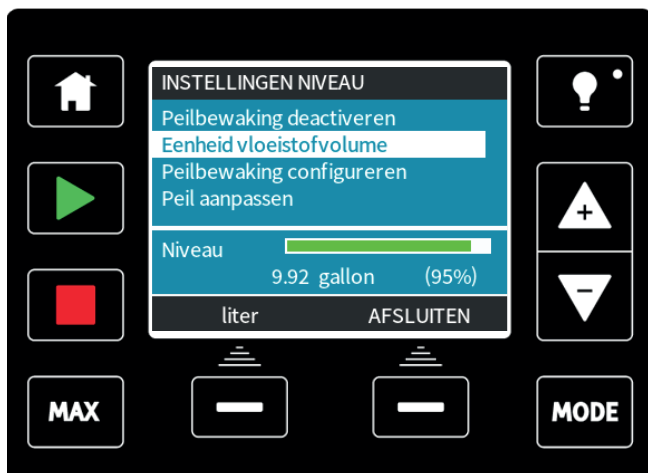 INSTELLINGEN NIVEAU
Peilbewaking deactiveren
Eenheid vloeistofvolume
Peilbewaking configureren
Peil aanpassen
+
Niveau
9.92 gallon (95%)
−
liter AFSLUITEN
MAX
MODE